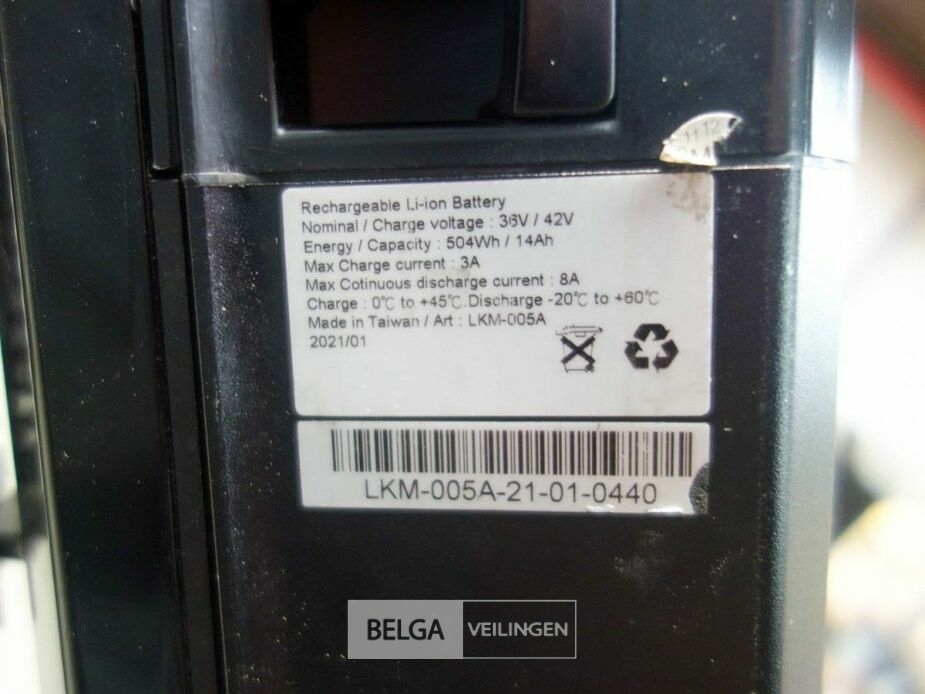 11 12
Rechargeable Li-ion Battery
Nominal / Charge voltage : 36V / 42V
Energy / Capacity : 504Wh / 14Ah
Max Charge current : 3A
Max Cotinuous discharge current : 8A
Charge : 0℃ to +45℃.Discharge -20℃ to +60℃
Made in Taiwan / Art : LKM-005A
2021/01
LKM-005A-21-01-0440
BELGA VEILINGEN